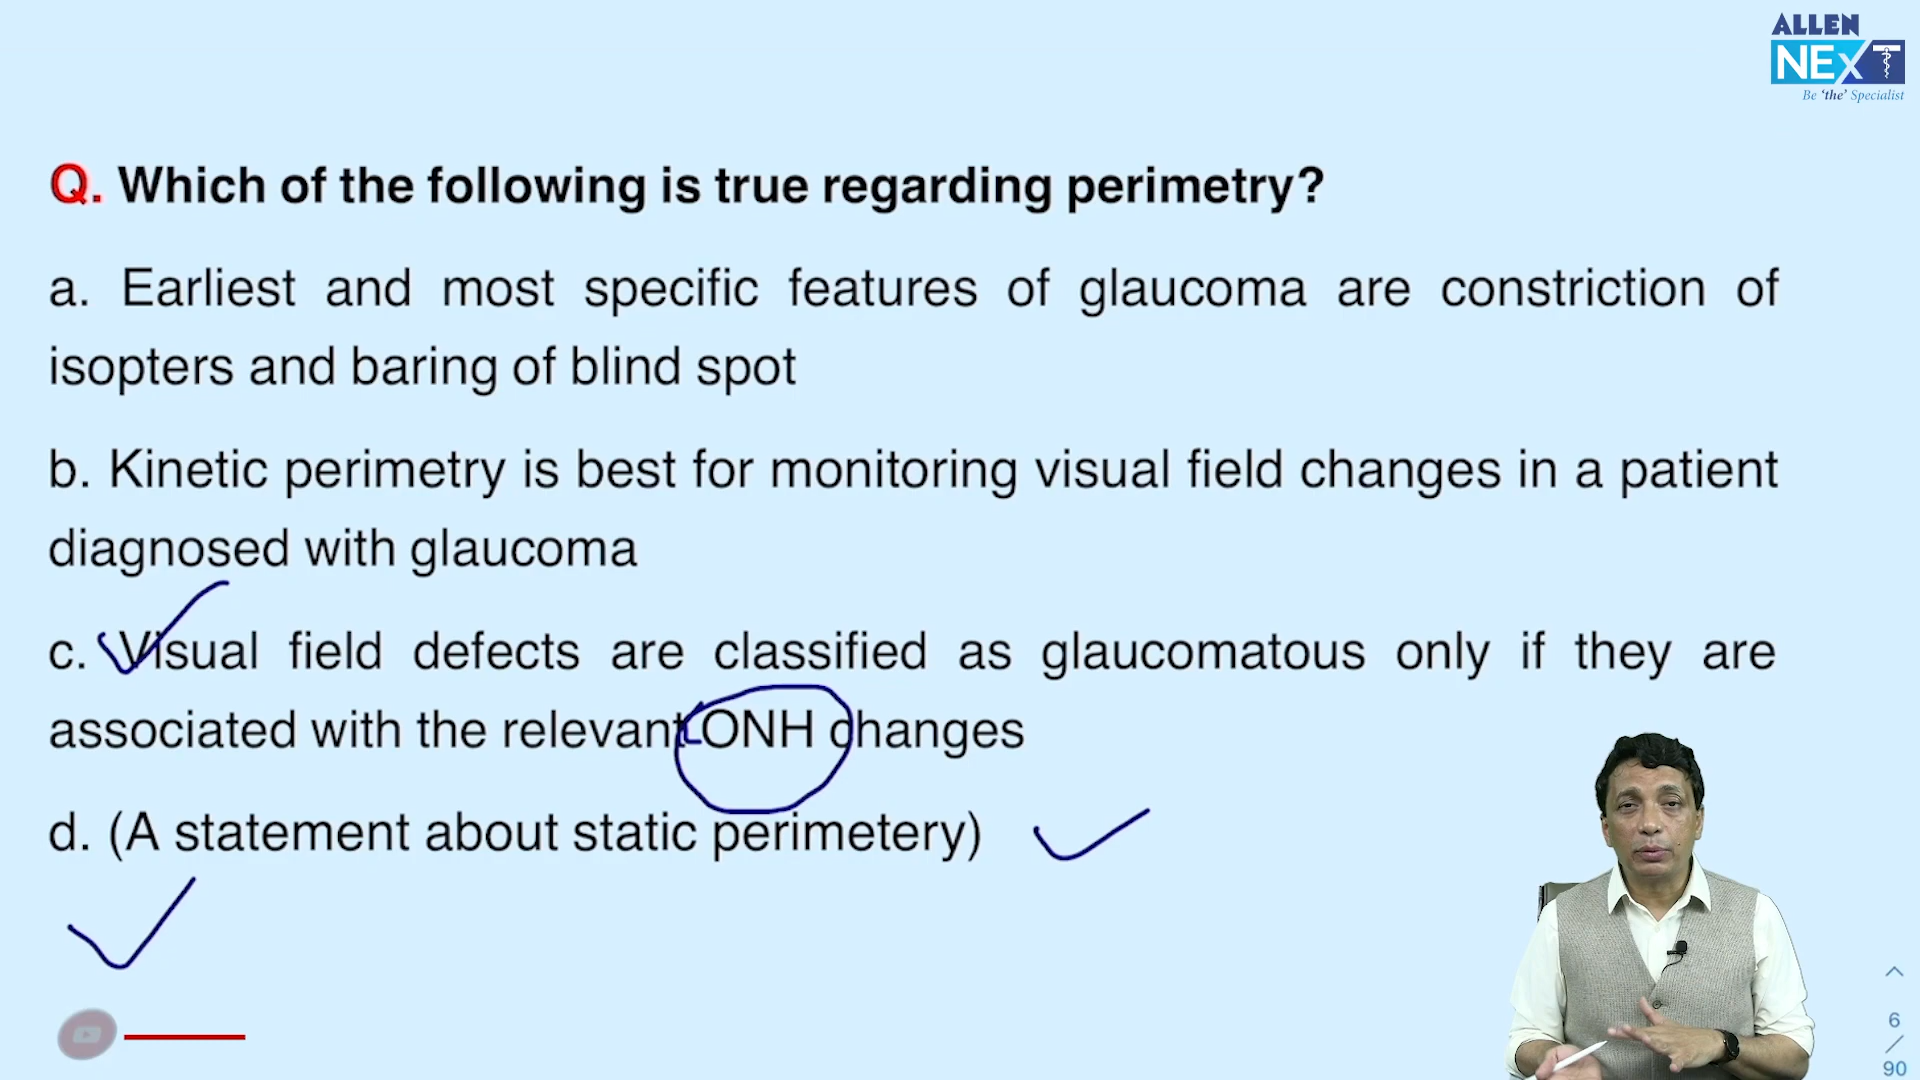 ALLEN
NEXT
Be 'the' Specialist
Q. Which of the following is true regarding perimetry?
a. Earliest and most specific features of glaucoma are constriction of
isopters and baring of blind spot
b. Kinetic perimetry is best for monitoring visual field changes in a patient
diagnosed with glaucoma
c. Visual field defects are classified as glaucomatous only if they are
associated with the relevant ONH changes
d. (A statement about static perimetery)
6
/
90